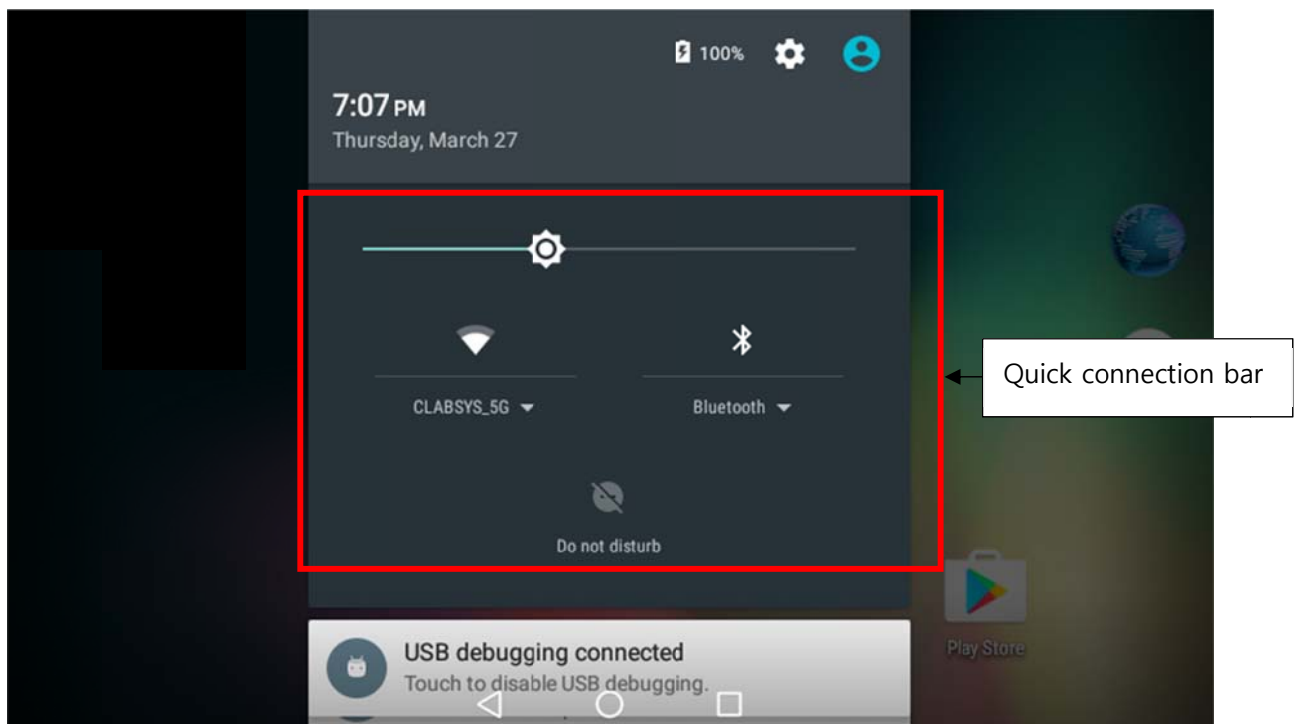 100%
7:07 PM
Thursday, March 27
Quick connection bar
CLABSYS_5G
Bluetooth
Do not disturb
USB debugging connected
Touch to disable USB debugging.
Play Store